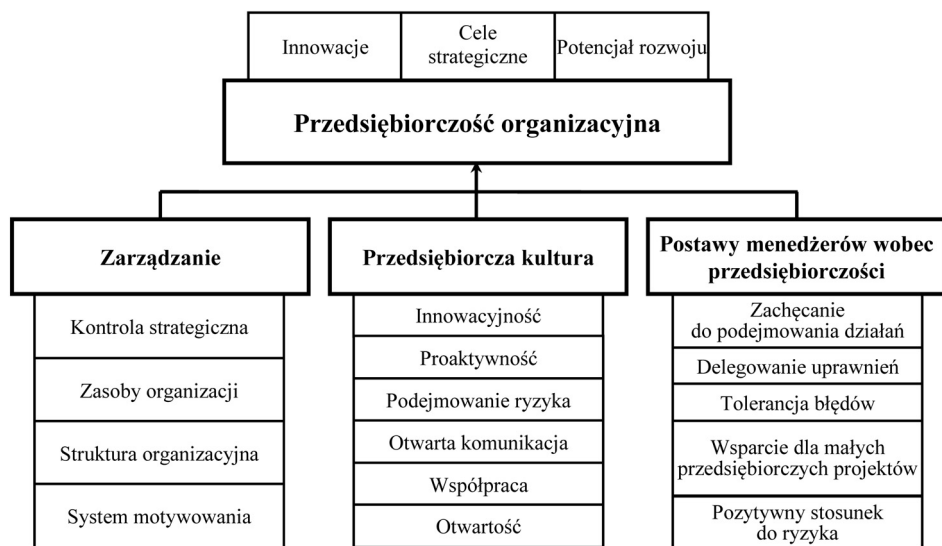 Innowacje
Cele
strategiczne
Potencjał rozwoju
Przedsiębiorczość organizacyjna
Zarządzanie
Kontrola strategiczna
Zasoby organizacji
Struktura organizacyjna
System motywowania
Przedsiębiorcza kultura
Innowacyjność
Proaktywność
Podejmowanie ryzyka
Otwarta komunikacja
Współpraca
Otwartość
Postawy menedżerów wobec
przedsiębiorczości
Zachęcanie
do podejmowania działań
Delegowanie uprawnień
Tolerancja błędów
Wsparcie dla małych
przedsiębiorczych projektów
Pozytywny stosunek
do ryzyka